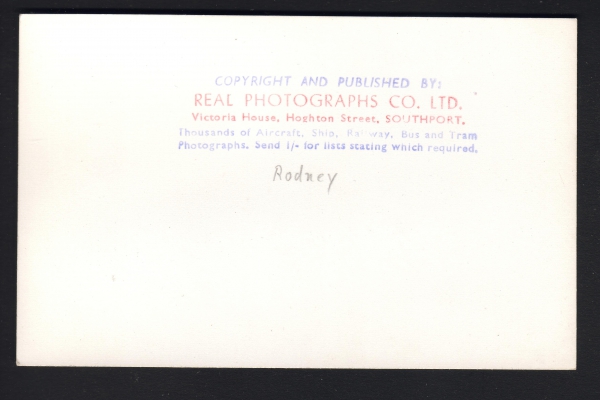 COPYRIGHT AND PUBLISHED BY:
REAL PHOTOGRAPHS CO. LTD.
Victoria House, Hoghton Street, SOUTHPORT.
Thousands of Aircraft, Ship, Railway, Bus and Tram
Photographs. Send 1/- for lists stating which required.
Rodney